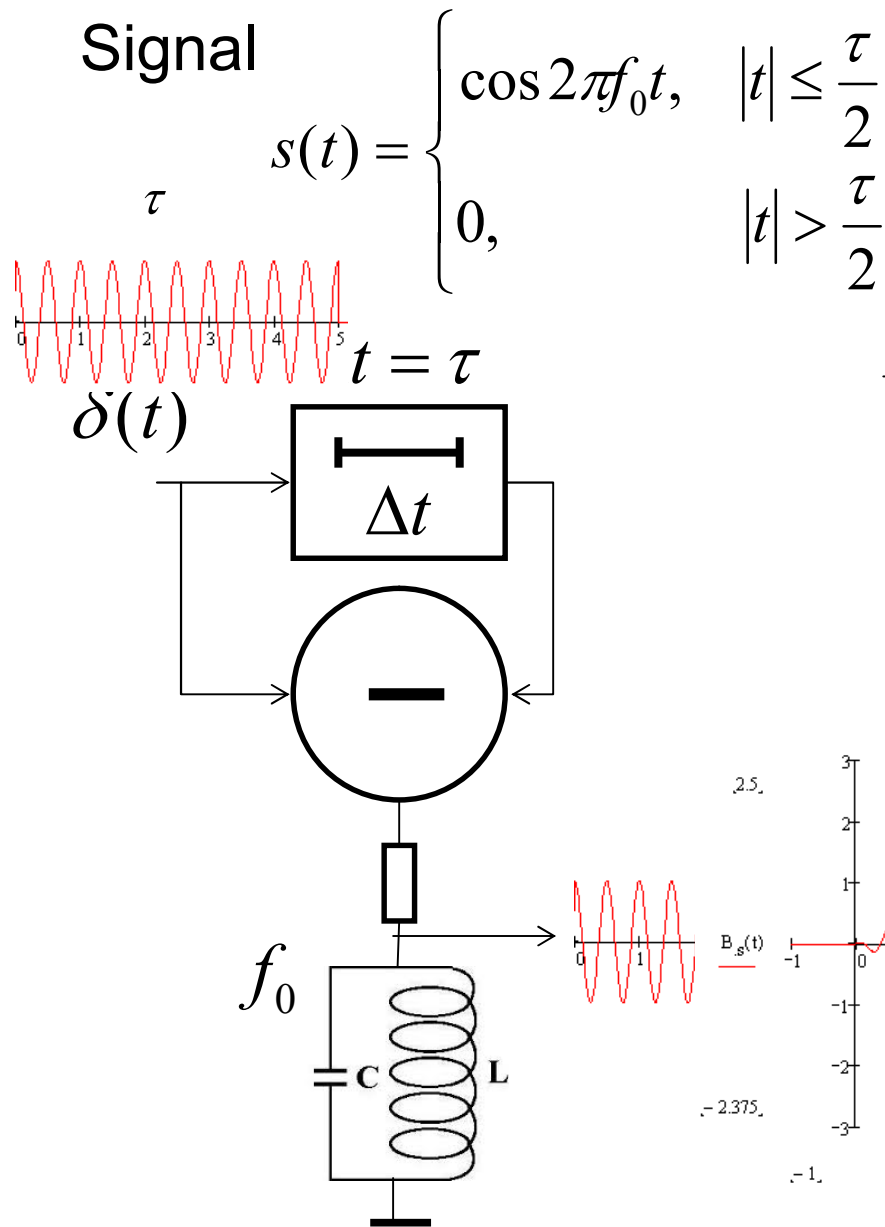 Signal
s(t) = { cos 2πf₀t, |t| ≤ τ/2
0, |t| > τ/2
τ
0 1 2 3 4 5
t = τ
δ(t)
Δt
3
2.5
2
1
0 1
B_s(t)
-1 0
-1
f₀
C L
-2
-2.375
-3
-1